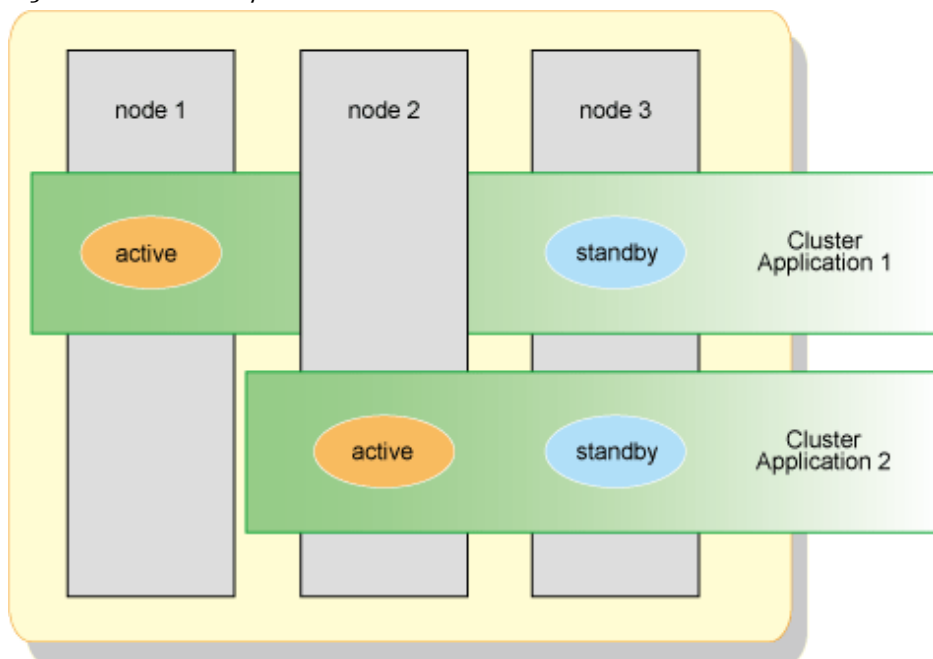 node 1
node 2
node 3
active
standby
Cluster
Application 1
active
standby
Cluster
Application 2